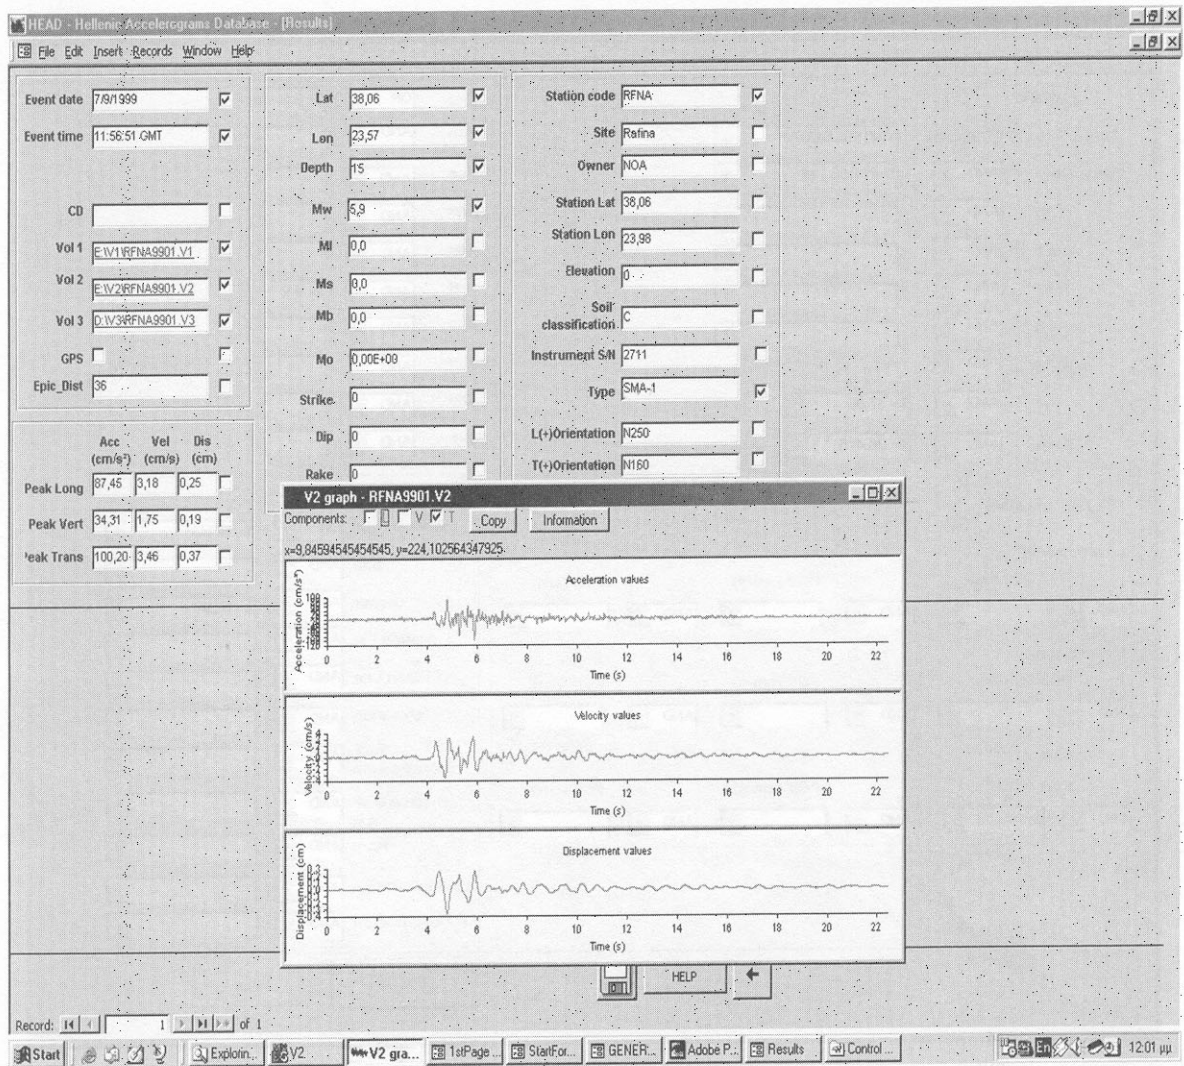 HEAD - Hellenic Accelerograms Database - [Results]
File Edit Insert Records Window Help
Event date 7/9/1999
Event time 11:56:51 GMT
CD
Vol 1 E:\V1\RFNA9901.V1
Vol 2 E:\V2\RFNA9901.V2
Vol 3 D:\V3\RFNA9901.V3
GPS
Epic_Dist 36
Lat 38,06
Lon 23,57
Depth 15
Mw 5,9
Ml 0,0
Ms 0,0
Mb 0,0
Mo 0,00E+00
Strike 0
Dip 0
Rake 0
Station code RFNA
Site Rafina
Owner NOA
Station Lat 38,06
Station Lon 23,98
Elevation 0
Soil
classification C
Instrument S/N 2711
Type SMA-1
L(+)Orientation N250
T(+)Orientation N160
Acc Vel Dis
(cm/s²) (cm/s) (cm)
Peak Long 87,45 3,18 0,25
Peak Vert 34,31 1,75 0,19
Peak Trans 100,20 3,46 0,37
V2 graph - RFNA9901.V2
Components: L V T Copy Information
x=9,84594545454545, y=224,102564347925
Acceleration values
Acceleration (cm/s²)
0 2 4 6 8 10 12 14 16 18 20 22
Time (s)
Velocity values
Velocity (cm/s)
0 2 4 6 8 10 12 14 16 18 20 22
Time (s)
Displacement values
Displacement (cm)
0 2 4 6 8 10 12 14 16 18 20 22
Time (s)
HELP
Record: 1 of 1
Start Explorin... V2 V2 gra... 1stPage ... StartFor... GENER... Adobe P... Results Control ... En 12:01 μμ